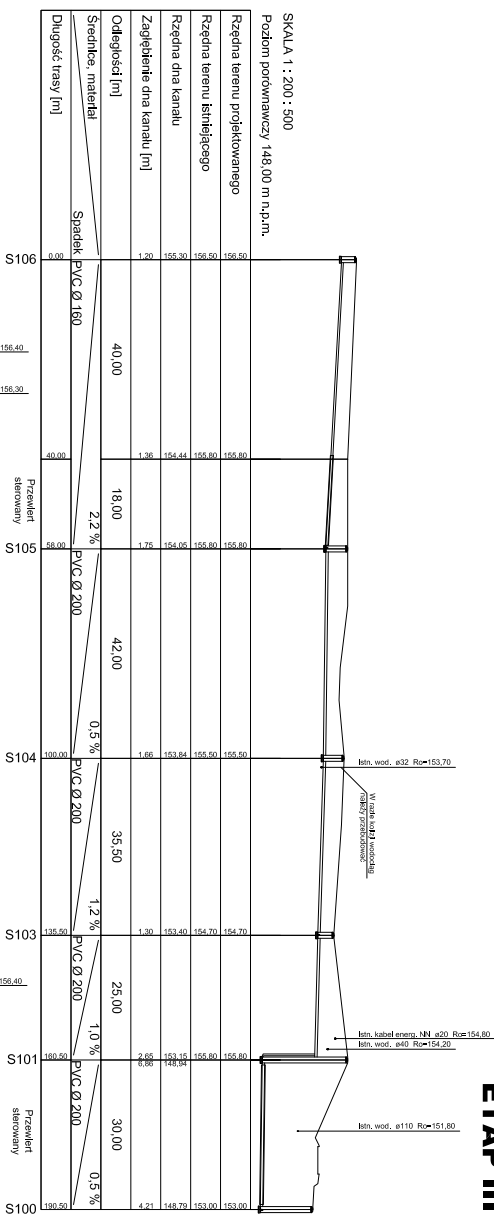 ETAP III
SKALA 1 : 200 : 500
Poziom porównawczy 148,00 m n.p.m.
Istn. wod. ø32 Ro=153,70
W razie kolizji wodociąg
należy przebudować
Istn. kabel energ. NN ø20 Ro=154,80
Istn. wod. ø40 Ro=154,20
Istn. wod. ø110 Ro=151,80
Rzędna terenu projektowanego
156,50 155,80 155,80 155,50 154,70 155,80 153,00
Rzędna terenu istniejącego
156,50 155,80 155,80 155,50 154,70 155,80 153,00
Rzędna dna kanału
155,30 154,44 154,05 153,84 153,40 153,15 148,94 148,79
Zagłębienie dna kanału [m]
1,20 1,36 1,75 1,66 1,30 2,65 6,86 4,21
Odległości [m]
40,00 18,00 42,00 35,50 25,00 30,00
Średnice, materiał
Spadek
PVC Ø 160 2,2 %
PVC Ø 200 0,5 %
PVC Ø 200 1,2 %
PVC Ø 200 1,0 %
PVC Ø 200 0,5 %
Długość trasy [m]
0,00 40,00 58,00 100,00 135,50 160,50 190,50
S106 S105 S104 S103 S101 S100
156,40
156,30
Przewiert
sterowany
156,40
Przewiert
sterowany